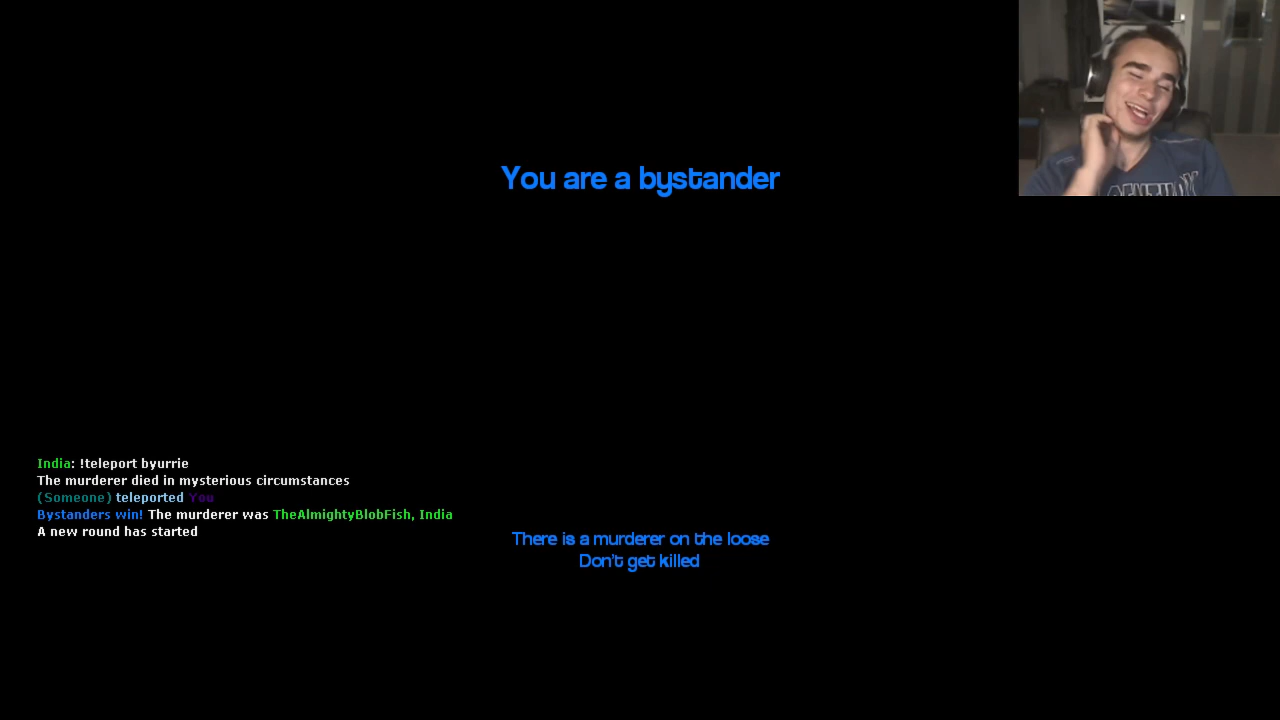 You are a bystander
India: !teleport byurrie
The murderer died in mysterious circumstances
(Someone) teleported You
Bystanders win! The murderer was TheAlmightyBlobFish, India
A new round has started
There is a murderer on the loose
Don't get killed